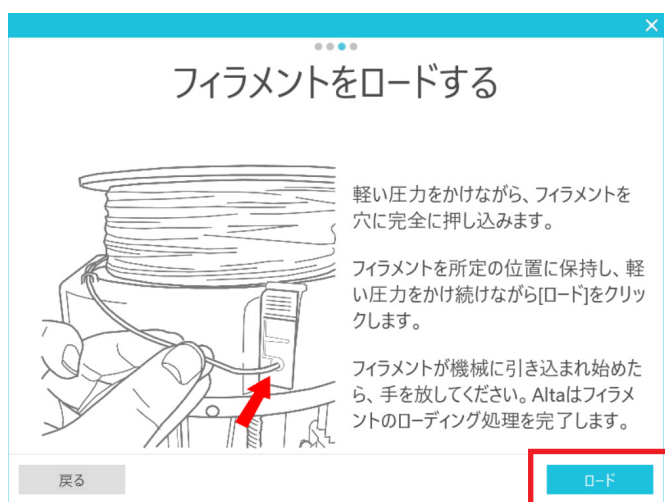 フィラメントをロードする
軽い圧力をかけながら、フィラメントを
穴に完全に押し込みます。
フィラメントを所定の位置に保持し、軽
い圧力をかけ続けながら[ロード]をクリッ
クします。
フィラメントが機械に引き込まれ始めた
ら、手を放してください。Altaはフィラメ
ントのローディング処理を完了します。
戻る
ロード